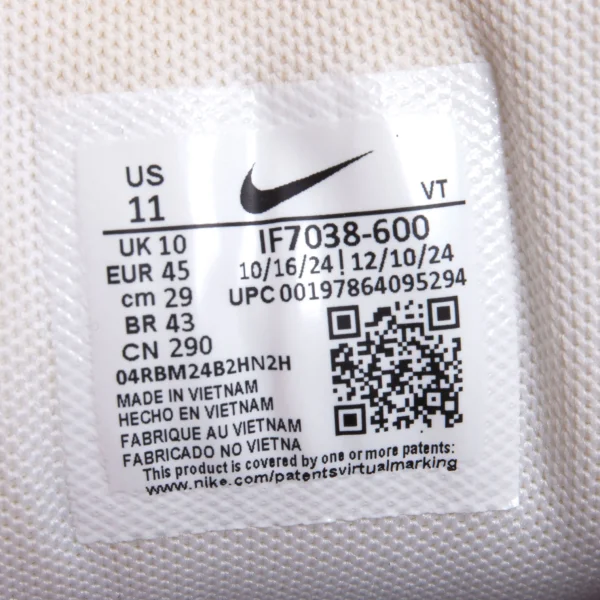 US
11
VT
UK 10
EUR 45
cm 29
BR 43
CN 290
IF7038-600
10/16/24 | 12/10/24
UPC 00197864095294
04RBM24B2HN2H
MADE IN VIETNAM
HECHO EN VIETNAM
FABRIQUE AU VIETNAM
FABRICADO NO VIETNA
This product is covered by one or more patents:
www.nike.com/patentsvirtualmarking